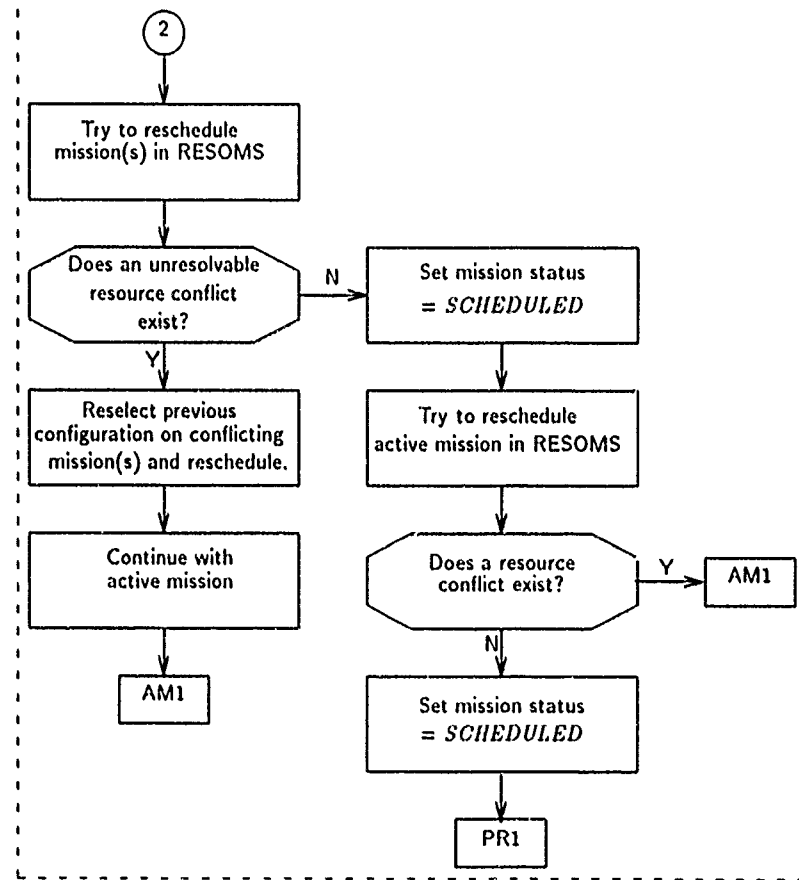 2
Try to reschedule
mission(s) in RESOMS
Does an unresolvable
resource conflict
exist?
N
Y
Set mission status
= SCHEDULED
Reselect previous
configuration on conflicting
mission(s) and reschedule.
Try to reschedule
active mission in RESOMS
Continue with
active mission
Does a resource
conflict exist?
Y
AM1
N
AM1
Set mission status
= SCHEDULED
PR1